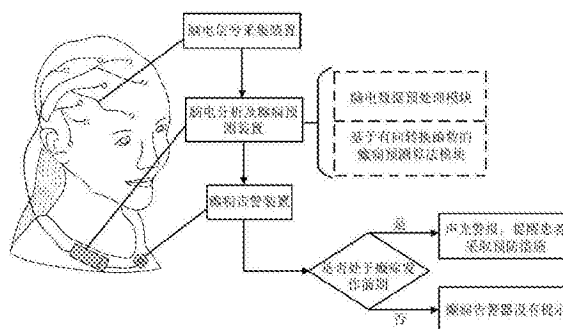 脑电信号采集装置
脑电分析及癫痫预
测装置
脑电数据预处理模块
基于有向转换函数的
癫痫预测算法模块
癫痫告警装置
是否处于癫痫发
作前期
是
声光警报，提醒患者
采取预防措施
否
癫痫告警器没有提示